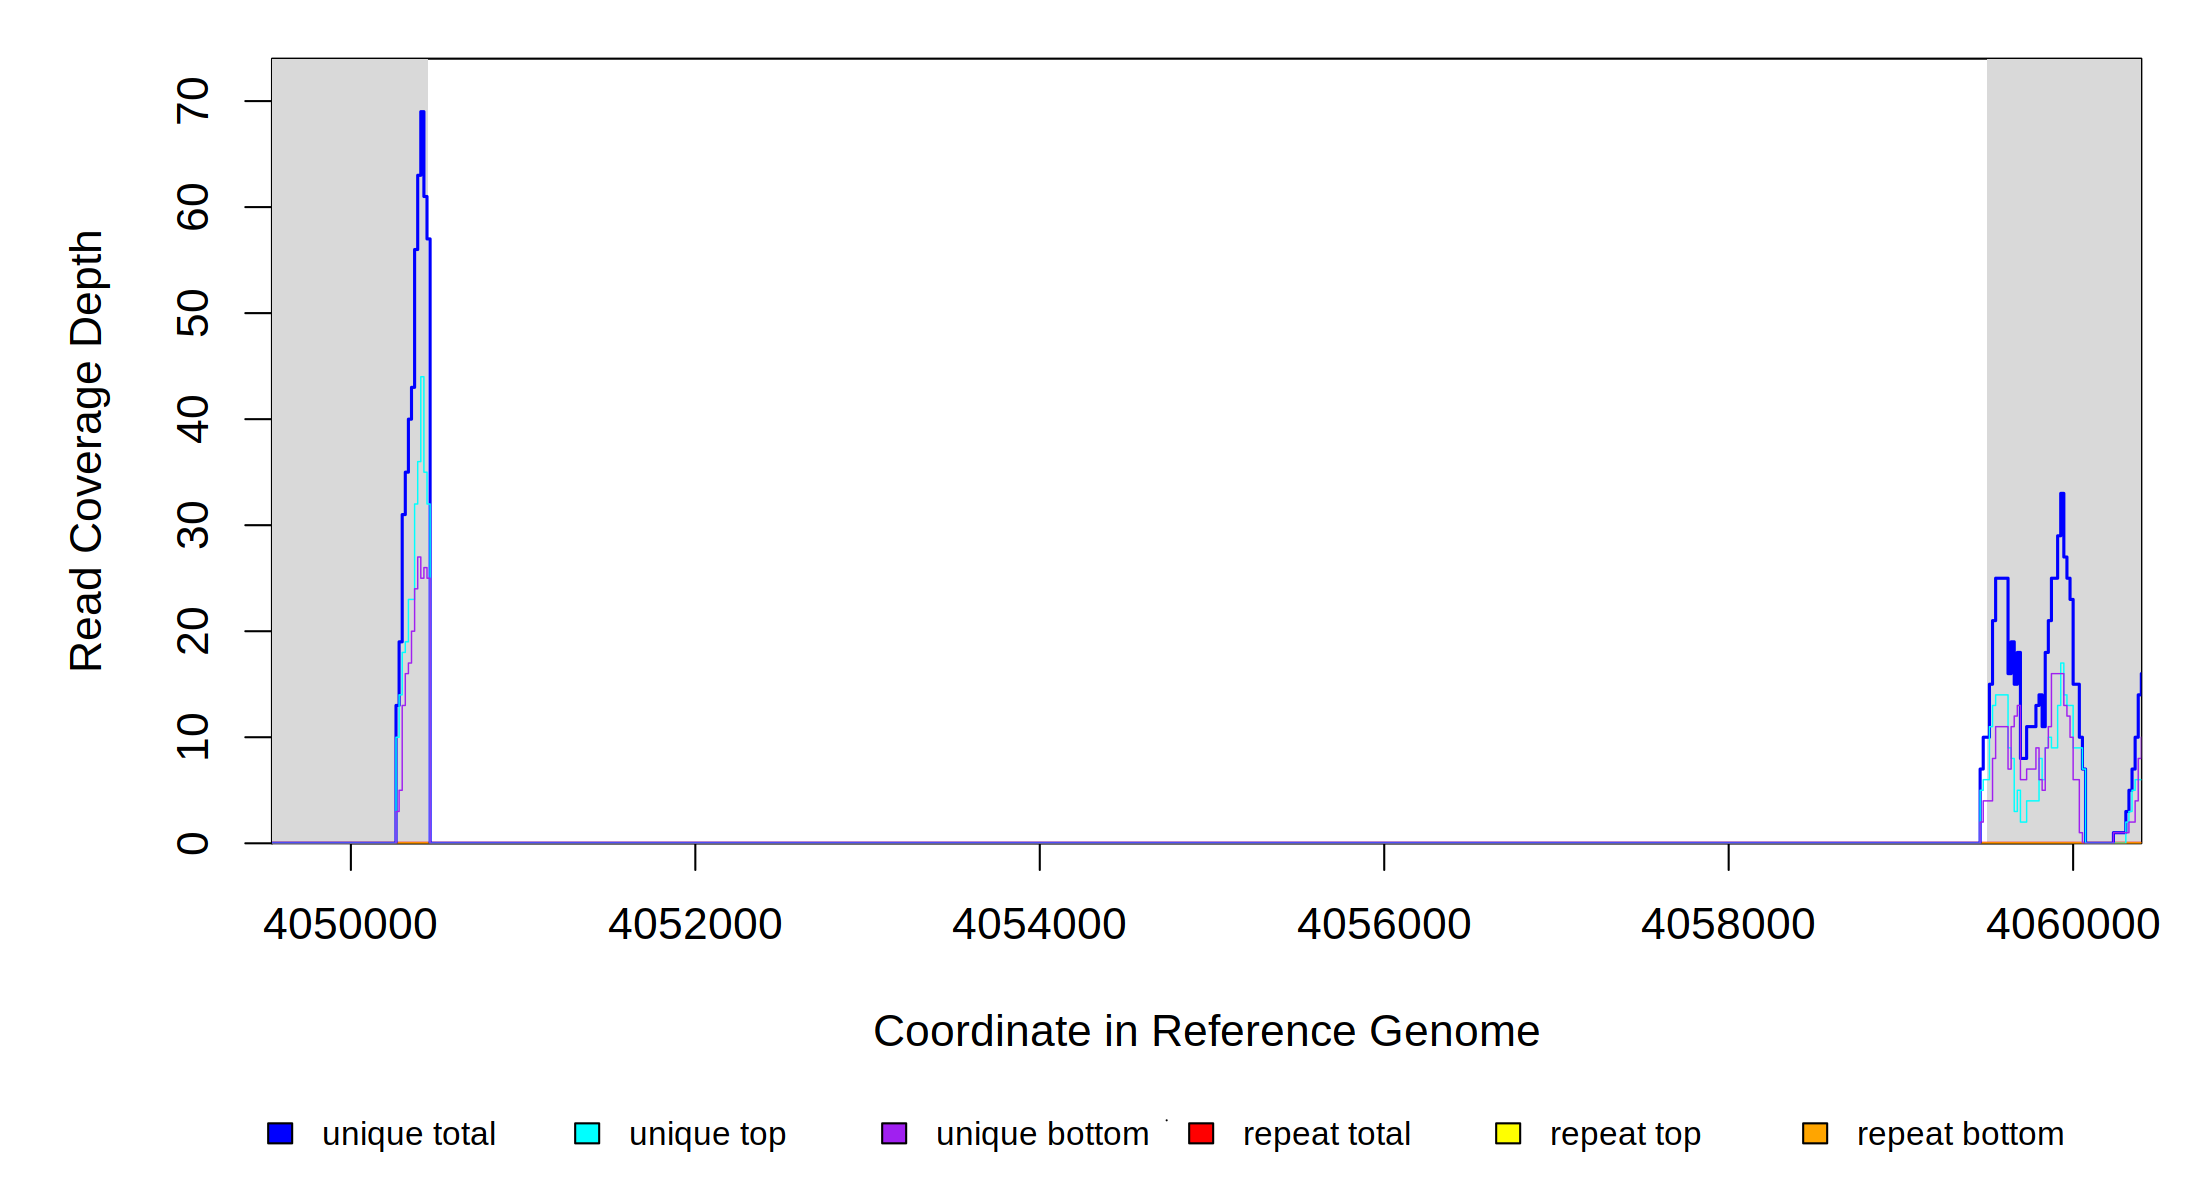 Read Coverage Depth
70
60
50
40
30
20
10
0
4050000 4052000 4054000 4056000 4058000 4060000
Coordinate in Reference Genome
unique total unique top unique bottom repeat total repeat top repeat bottom